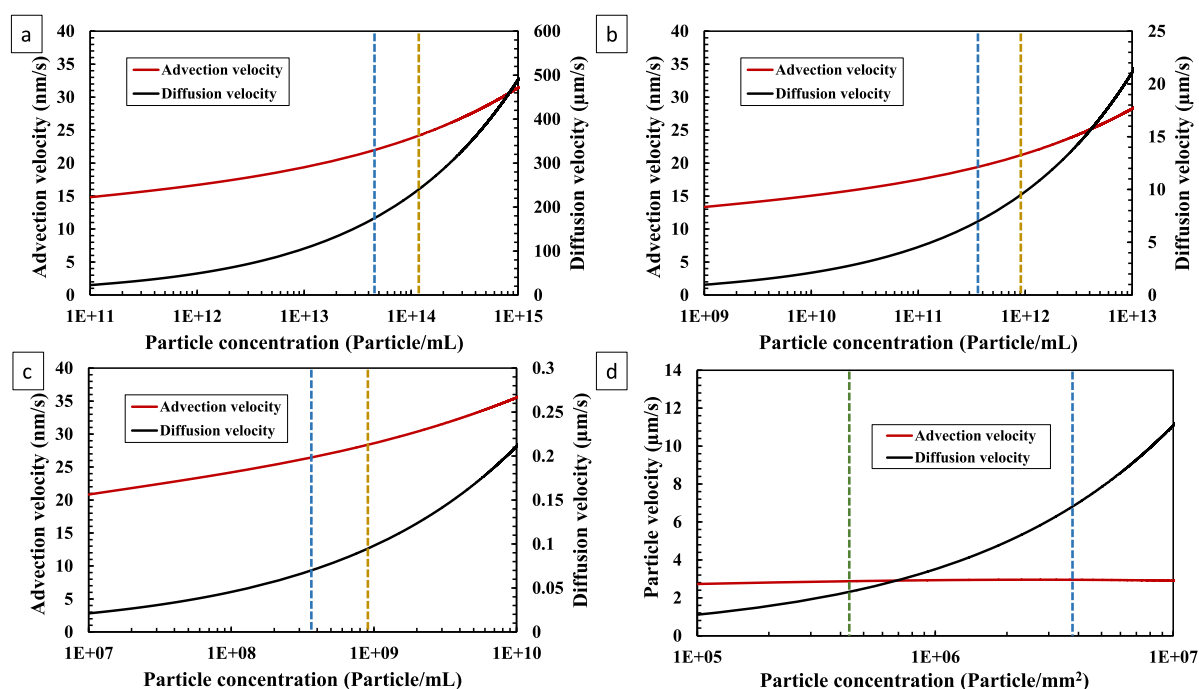 a
40
35
30
25
20
15
10
5
0
Advection velocity (nm/s)
Advection velocity
Diffusion velocity
600
500
400
300
200
100
0
Diffusion velocity (μm/s)
1E+11 1E+12 1E+13 1E+14 1E+15
Particle concentration (Particle/mL)
b
40
35
30
25
20
15
10
5
0
Advection velocity (nm/s)
Advection velocity
Diffusion velocity
25
20
15
10
5
0
Diffusion velocity (μm/s)
1E+09 1E+10 1E+11 1E+12 1E+13
Particle concentration (Particle/mL)
c
40
35
30
25
20
15
10
5
0
Advection velocity (nm/s)
Advection velocity
Diffusion velocity
0.3
0.25
0.2
0.15
0.1
0.05
0
Diffusion velocity (μm/s)
1E+07 1E+08 1E+09 1E+10
Particle concentration (Particle/mL)
d
14
12
10
8
6
4
2
0
Particle velocity (μm/s)
Advection velocity
Diffusion velocity
1E+05 1E+06 1E+07
Particle concentration (Particle/mm²)